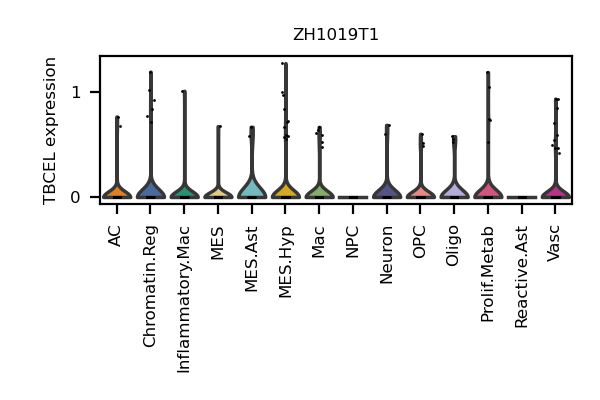 ZH1019T1
TBCEL expression
1
0
AC
Chromatin.Reg
Inflammatory.Mac
MES
MES.Ast
MES.Hyp
Mac
NPC
Neuron
OPC
Oligo
Prolif.Metab
Reactive.Ast
Vasc